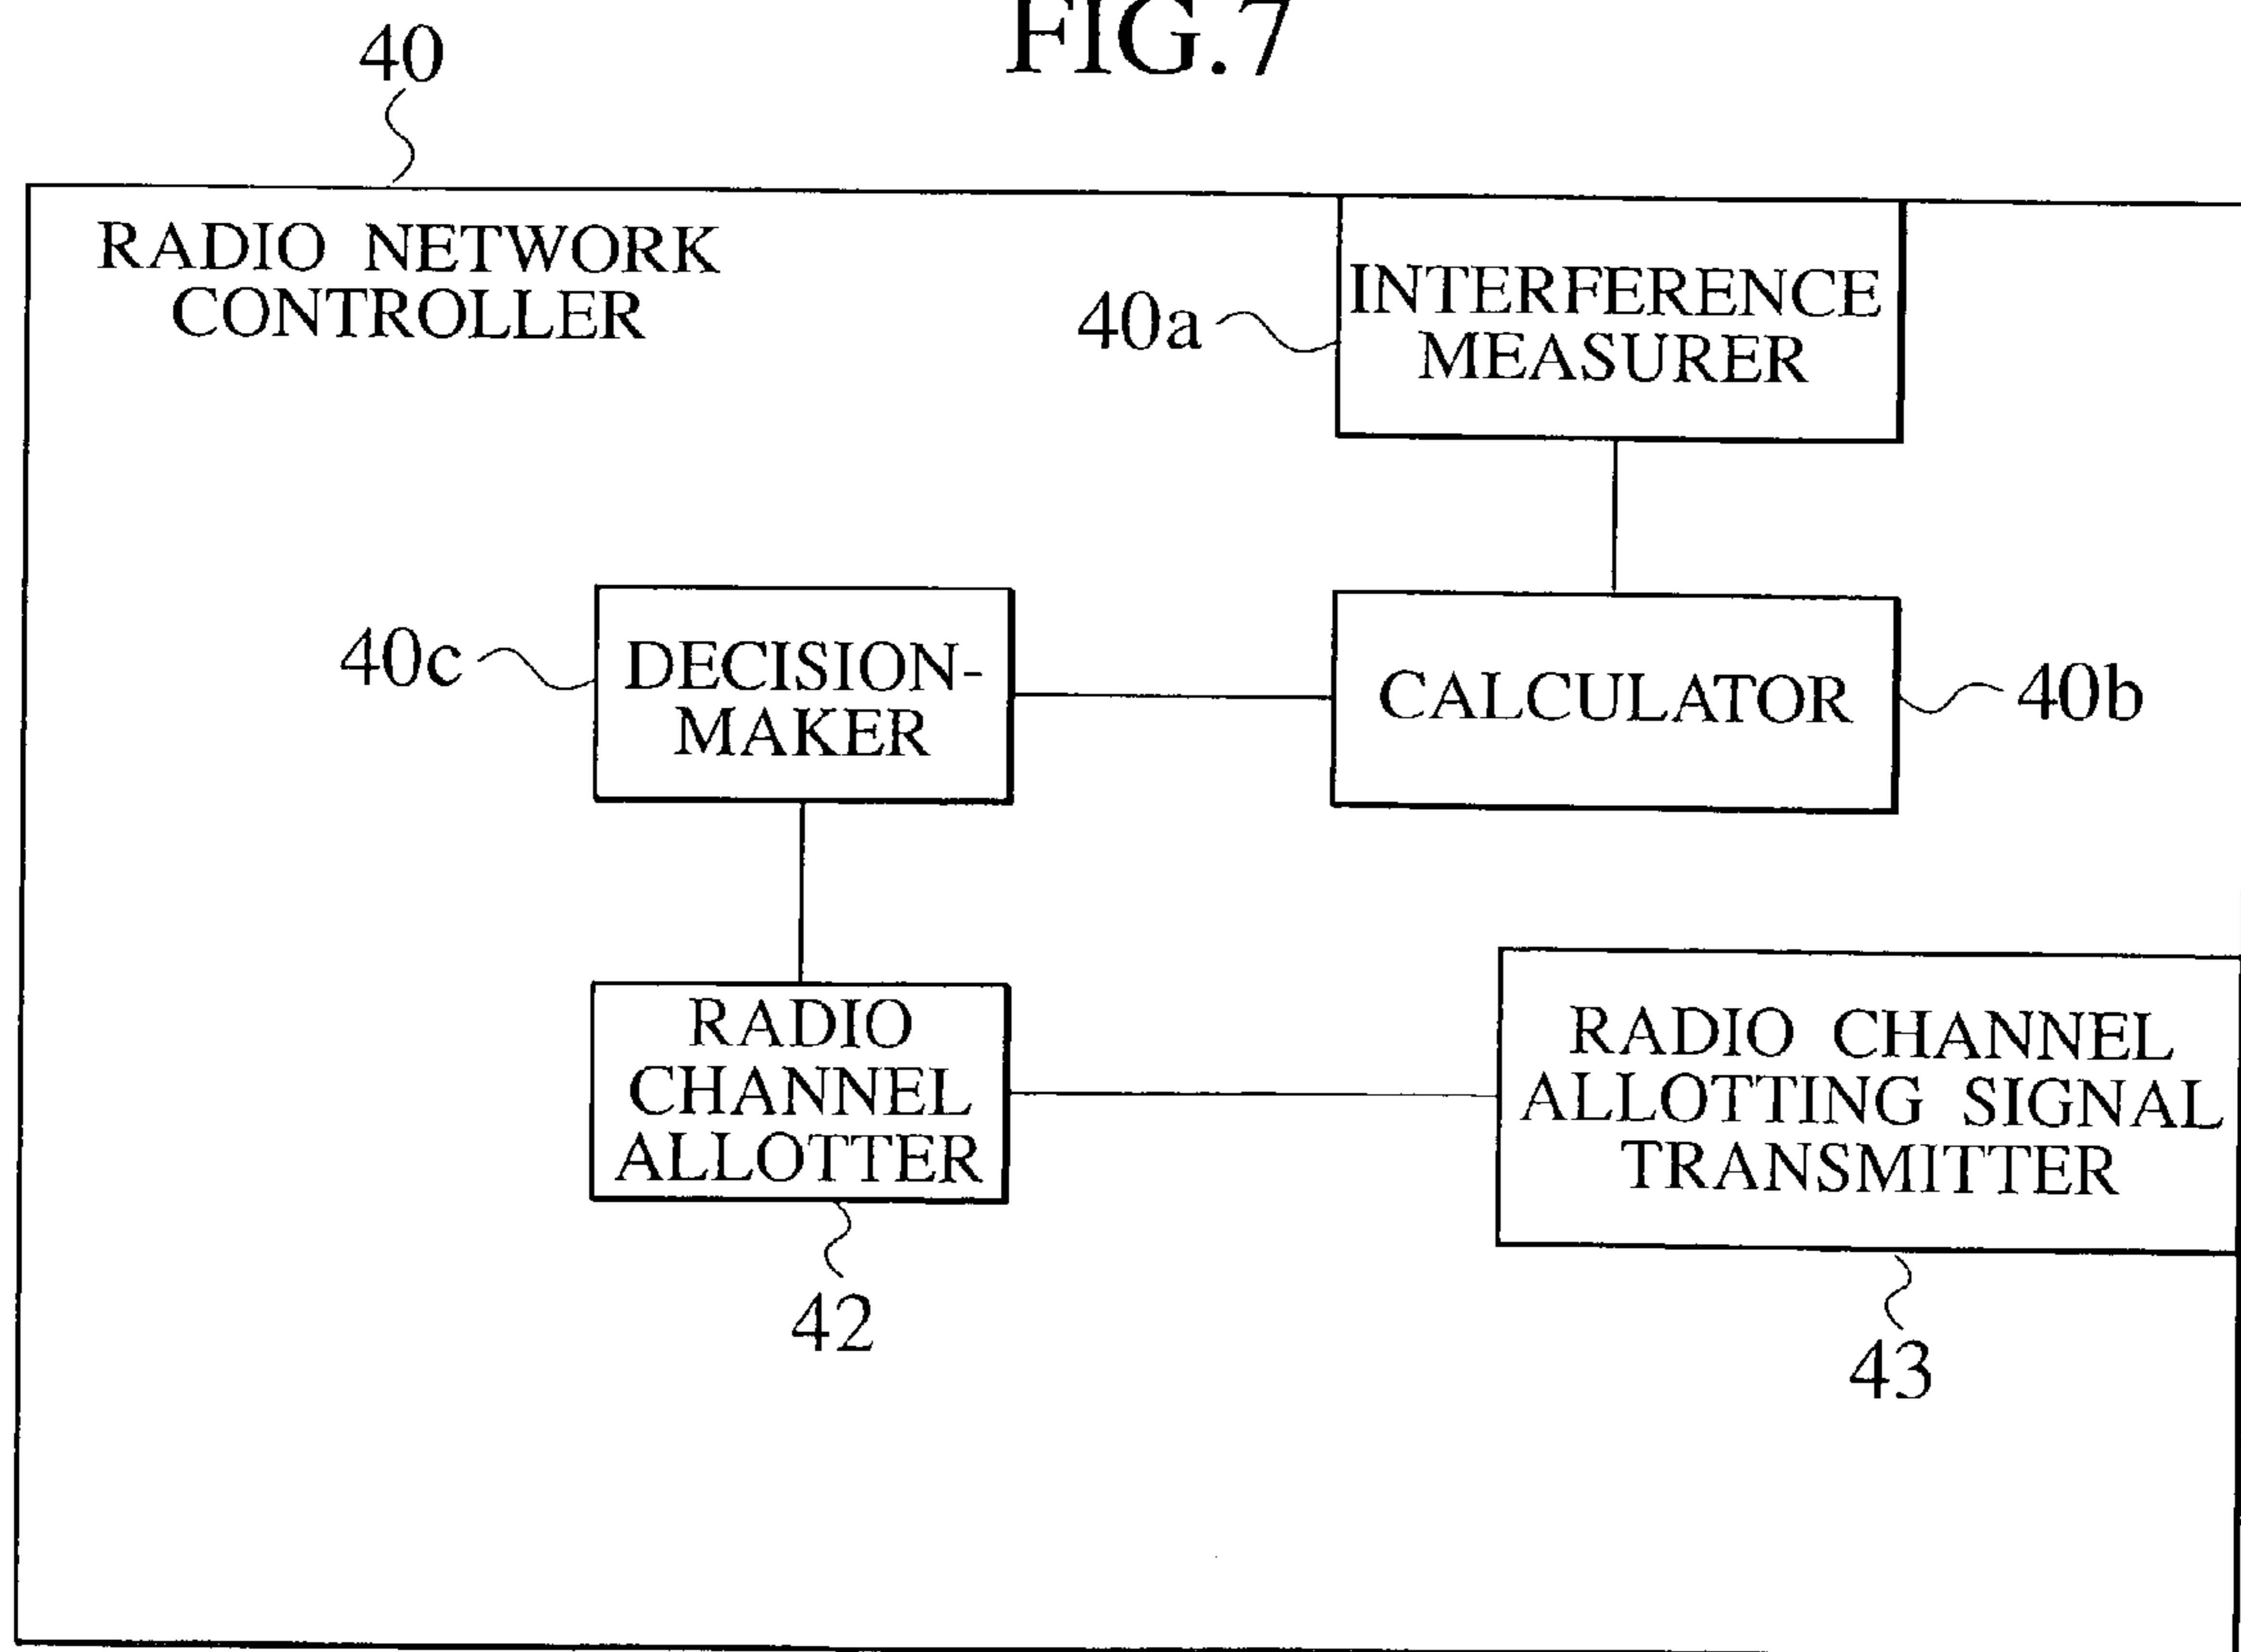 FIG.7
40
RADIO NETWORK
CONTROLLER
40a
INTERFERENCE
MEASURER
40c
DECISION-
MAKER
CALCULATOR
40b
RADIO
CHANNEL
ALLOTTER
RADIO CHANNEL
ALLOTTING SIGNAL
TRANSMITTER
42
43